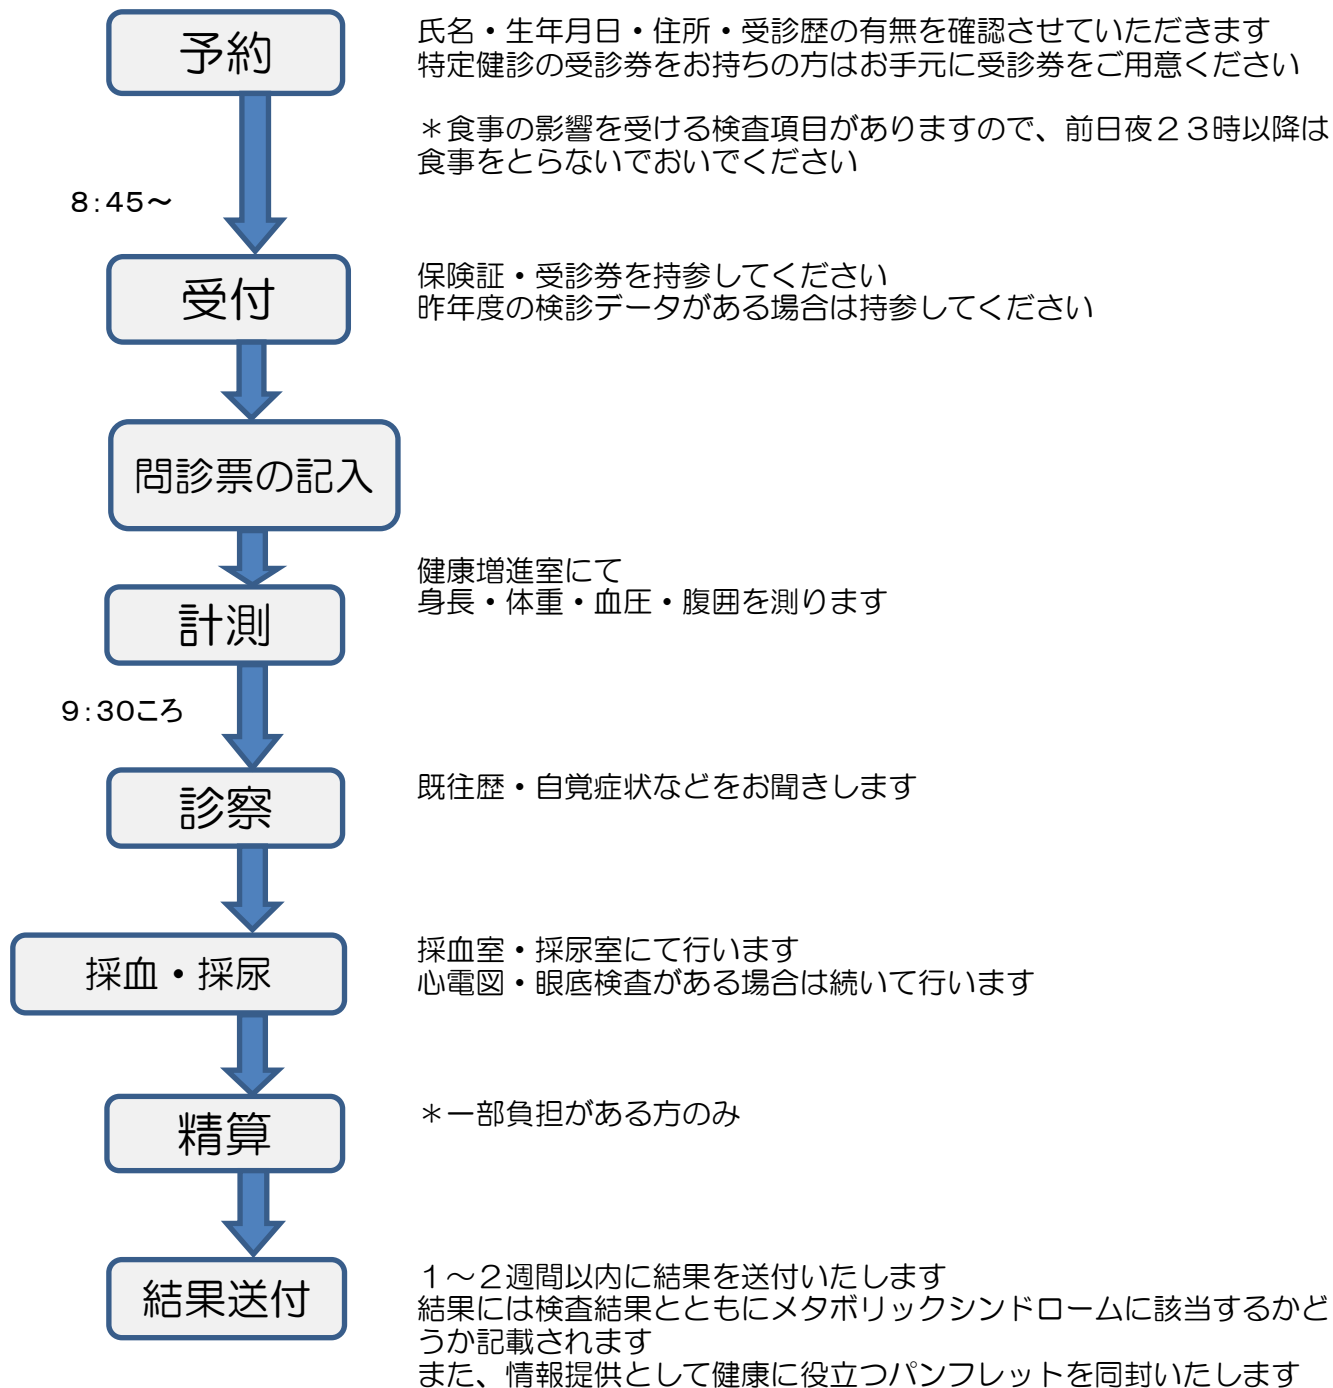 予約
氏名・生年月日・住所・受診歴の有無を確認させていただきます
特定健診の受診券をお持ちの方はお手元に受診券をご用意ください
＊食事の影響を受ける検査項目がありますので、前日夜２３時以降は
食事をとらないでおいでください
8:45～
受付
保険証・受診券を持参してください
昨年度の検診データがある場合は持参してください
問診票の記入
健康増進室にて
身長・体重・血圧・腹囲を測ります
計測
9:30ころ
診察
既往歴・自覚症状などをお聞きします
採血・採尿
採血室・採尿室にて行います
心電図・眼底検査がある場合は続いて行います
精算
＊一部負担がある方のみ
結果送付
１～２週間以内に結果を送付いたします
結果には検査結果とともにメタボリックシンドロームに該当するかど
うか記載されます
また、情報提供として健康に役立つパンフレットを同封いたします